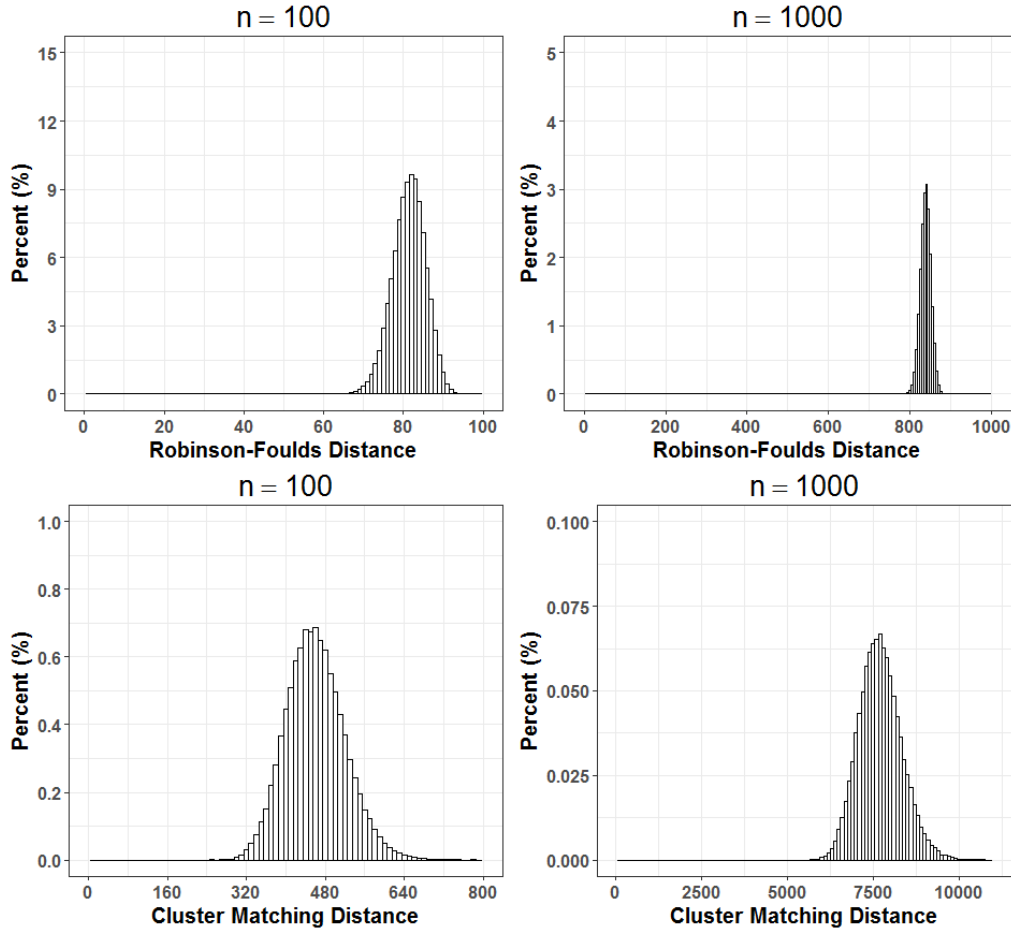 n = 100
15
12
9
6
3
0
Percent (%)
0 20 40 60 80 100
Robinson-Foulds Distance
n = 1000
5
4
3
2
1
0
Percent (%)
0 200 400 600 800 1000
Robinson-Foulds Distance
n = 100
1.0
0.8
0.6
0.4
0.2
0.0
Percent (%)
0 160 320 480 640 800
Cluster Matching Distance
n = 1000
0.100
0.075
0.050
0.025
0.000
Percent (%)
0 2500 5000 7500 10000
Cluster Matching Distance